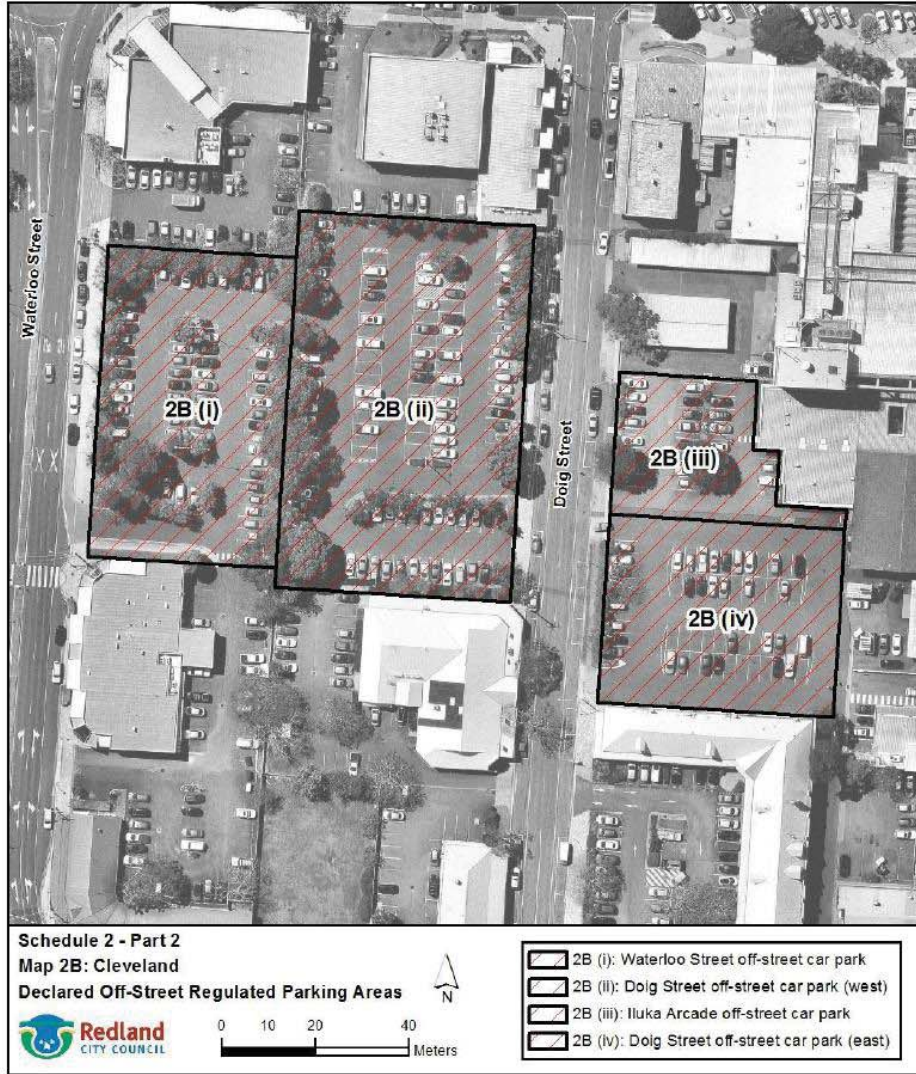 Waterloo Street
2B (i)
2B (ii)
Doig Street
2B (iii)
2B (iv)
Schedule 2 - Part 2
Map 2B: Cleveland
Declared Off-Street Regulated Parking Areas
N
Redland
CITY COUNCIL
0 10 20 40
Meters
2B (i): Waterloo Street off-street car park
2B (ii): Doig Street off-street car park (west)
2B (iii): Iluka Arcade off-street car park
2B (iv): Doig Street off-street car park (east)